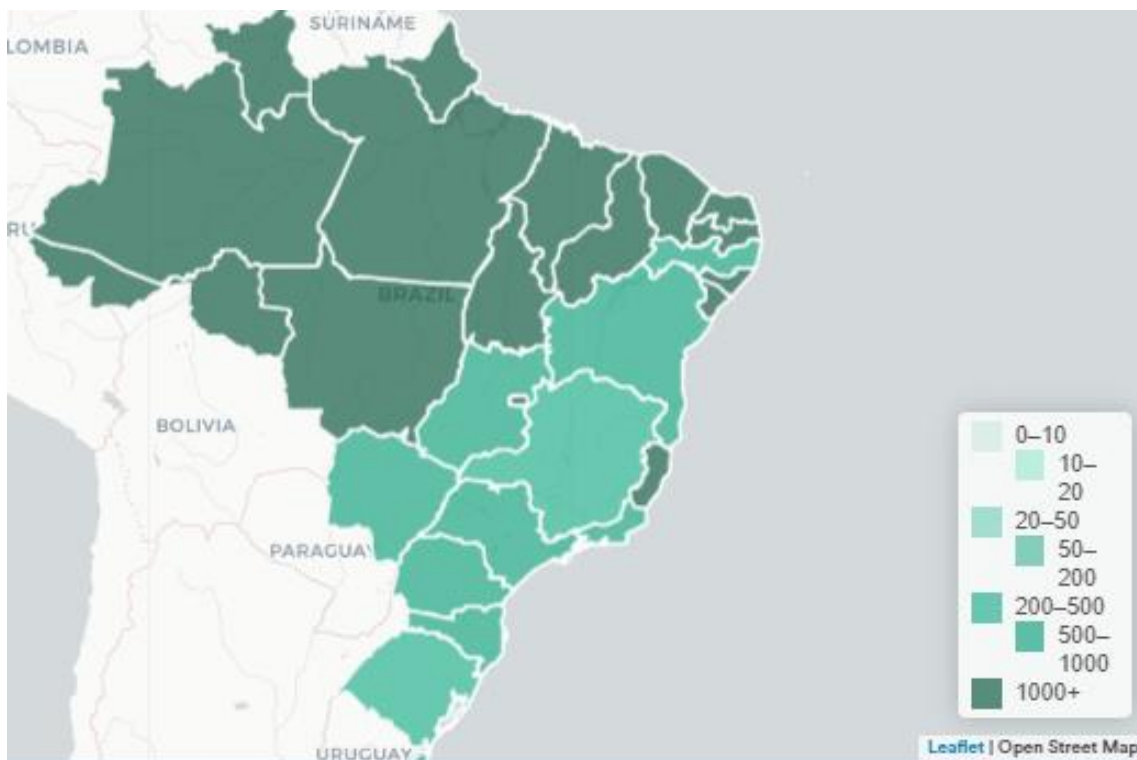 SURINAME
LOMBIA
RU
BRAZIL
BOLIVIA
PARAGUAY
URUGUAY
0–10
10–
20
20–50
50–
200
200–500
500–
1000
1000+
Leaflet | Open Street Map